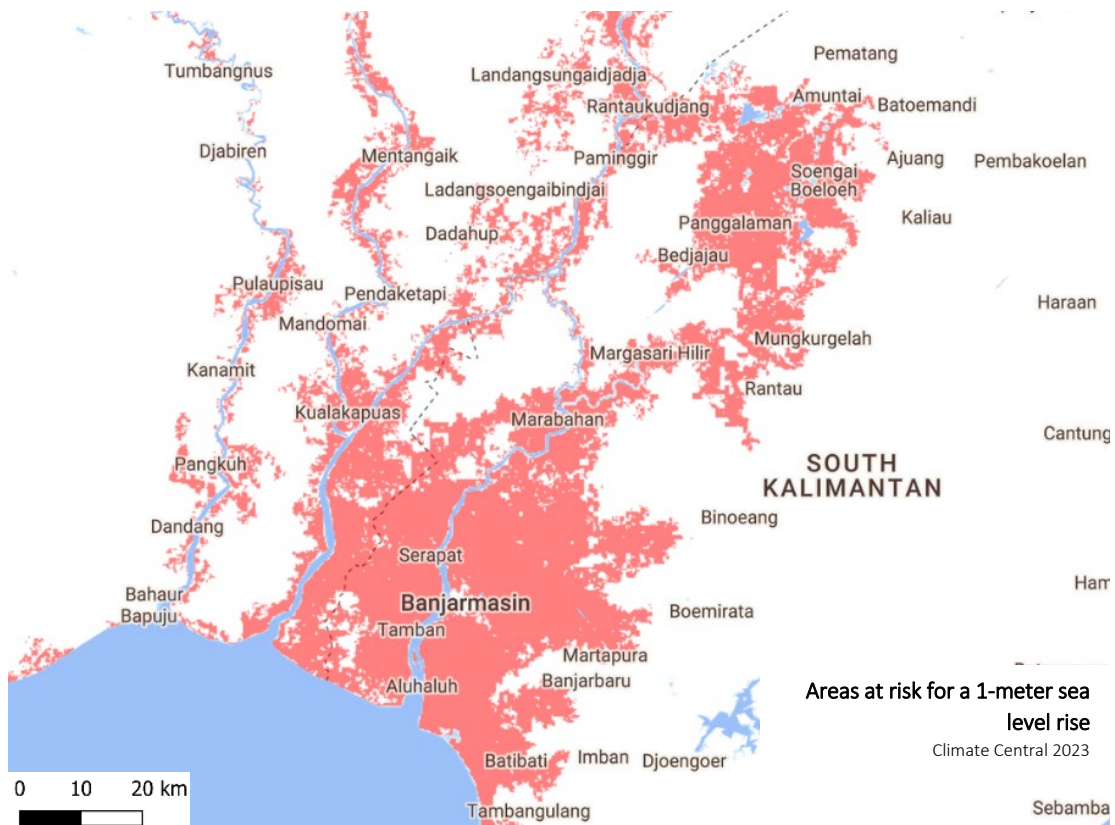 Pematang
Tumbangnus
Landangsungaidjadja
Amuntai
Batoemandi
Rantaukudjang
Djabiren
Mentangaik
Paminggir
Ajuang
Pembakoelan
Soengai
Boeloeh
Ladangsoengaibindjai
Kaliau
Panggalaman
Dadahup
Bedjajau
Pulaupisau
Pendaketapi
Haraan
Mandomai
Mungkurgelah
Margasari Hilir
Kanamit
Rantau
Kualakapuas
Marabahan
Cantung
Pangkuh
SOUTH
KALIMANTAN
Binoeang
Dandang
Serapat
Ham
Bahaur
Bapuju
Banjarmasin
Boemirata
Tamban
Martapura
Banjarbaru
Aluhaluh
Areas at risk for a 1-meter sea
level rise
Climate Central 2023
Batibati
Imban
Djoengoer
0 10 20 km
Tambangulang
Sebamba